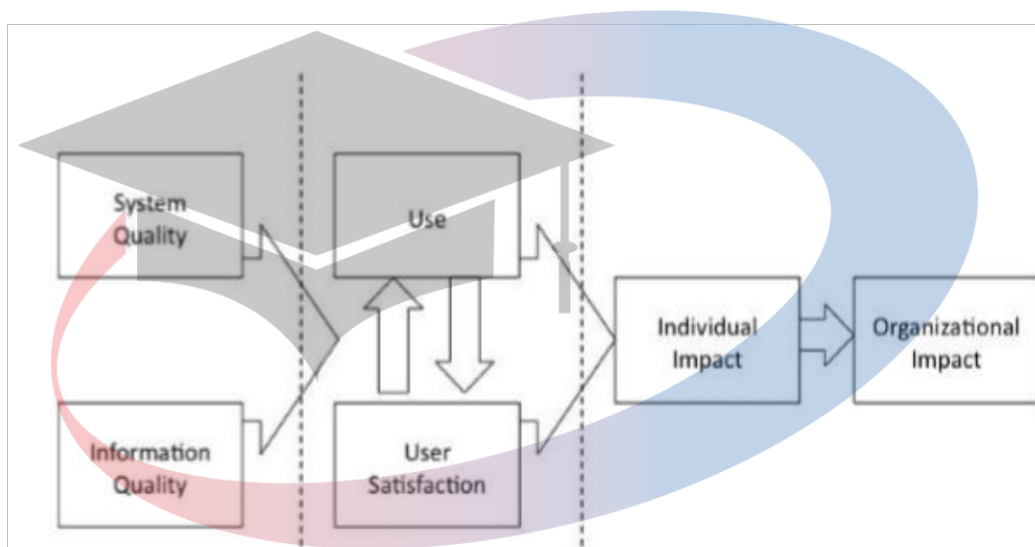 System
Quality
Use
Individual
Impact
Organizational
Impact
Information
Quality
User
Satisfaction